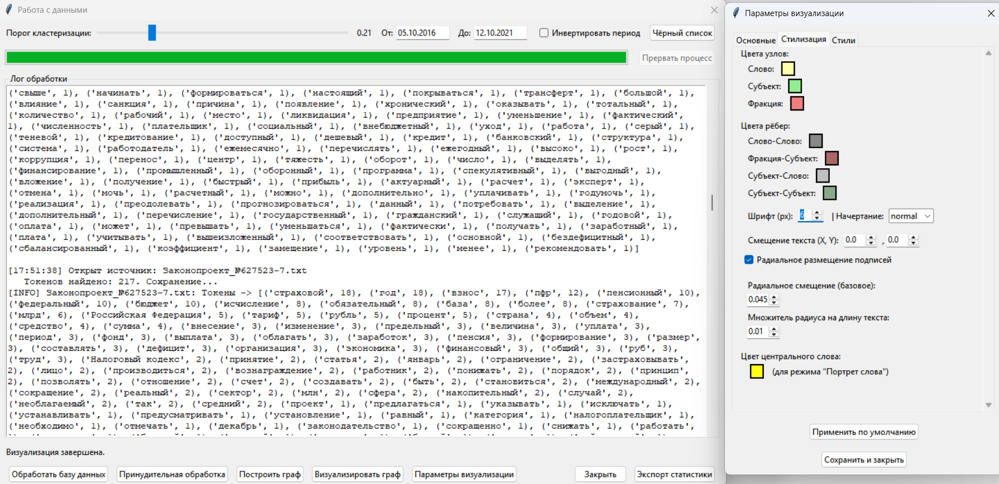 Работа с данными
Порог кластеризации: 0.21 От: 05.10.2016 До: 12.10.2021 Инвертировать период Чёрный список
Прервать процесс
Лог обработки
('свыше', 1), ('начинать', 1), ('формироваться', 1), ('настоящий', 1), ('покрываться', 1), ('трансферт', 1), ('большой', 1),
('влияние', 1), ('санкция', 1), ('причина', 1), ('появление', 1), ('хронический', 1), ('оказывать', 1), ('тотальный', 1),
('количество', 1), ('рабочий', 1), ('место', 1), ('ликвидация', 1), ('предприятие', 1), ('уменьшение', 1), ('фактический',
1), ('численность', 1), ('плательщик', 1), ('социальный', 1), ('внебюджетный', 1), ('уход', 1), ('работа', 1), ('серый', 1),
('теневой', 1), ('кредитование', 1), ('доступный', 1), ('дешевый', 1), ('кредит', 1), ('банковский', 1), ('структура', 1),
('система', 1), ('работодатель', 1), ('ежемесячно', 1), ('перечислять', 1), ('ежегодный', 1), ('высоко', 1), ('рост', 1),
('коррупция', 1), ('перенос', 1), ('центр', 1), ('тяжесть', 1), ('оборот', 1), ('число', 1), ('выделять', 1),
('финансирование', 1), ('промышленный', 1), ('оборонный', 1), ('программа', 1), ('спекулятивный', 1), ('выгодный', 1),
('вложение', 1), ('получение', 1), ('быстрый', 1), ('прибыль', 1), ('актуарный', 1), ('расчет', 1), ('эксперт', 1),
('отмена', 1), ('мочь', 1), ('расчетный', 1), ('можно', 1), ('дополнительно', 1), ('уплачивать', 1), ('годумочь', 1),
('реализация', 1), ('преодолевать', 1), ('прогнозироваться', 1), ('данный', 1), ('потребовать', 1), ('выделение', 1),
('дополнительный', 1), ('перечисление', 1), ('государственный', 1), ('гражданский', 1), ('служащий', 1), ('годовой', 1),
('оплата', 1), ('может', 1), ('превышать', 1), ('уменьшаться', 1), ('фактически', 1), ('получать', 1), ('заработный', 1),
('плата', 1), ('учитывать', 1), ('вышеизложенный', 1), ('соответствовать', 1), ('основной', 1), ('бездефицитный', 1),
('сбалансированный', 1), ('коэффициент', 1), ('замещение', 1), ('уровень', 1), ('менее', 1), ('рекомендовать', 1)]
[17:51:38] Открыт источник: Законопроект_№627523-7.txt
Токенов найдено: 217. Сохранение...
[INFO] Законопроект_№627523-7.txt: Токены -> [('страховой', 18), ('год', 18), ('взнос', 17), ('пфр', 12), ('пенсионный', 10),
('федеральный', 10), ('бюджет', 10), ('исчисление', 8), ('обязательный', 8), ('база', 8), ('более', 8), ('страхование', 7),
('млрд', 6), ('Российская Федерация', 5), ('тариф', 5), ('рубль', 5), ('процент', 5), ('страна', 4), ('объем', 4),
('средство', 4), ('сумма', 4), ('внесение', 3), ('изменение', 3), ('предельный', 3), ('величина', 3), ('уплата', 3),
('период', 3), ('фонд', 3), ('выплата', 3), ('облагать', 3), ('заработок', 3), ('пенсия', 3), ('формирование', 3), ('размер',
3), ('составлять', 3), ('дефицит', 3), ('организация', 3), ('экономика', 3), ('финансовый', 3), ('общий', 3), ('руб', 3),
('труд', 3), ('Налоговый кодекс', 2), ('принятие', 2), ('статья', 2), ('январь', 2), ('ограничение', 2), ('застраховывать',
2), ('лицо', 2), ('производиться', 2), ('вознаграждение', 2), ('работник', 2), ('понижать', 2), ('порядок', 2), ('принцип',
2), ('позволять', 2), ('отношение', 2), ('счет', 2), ('создавать', 2), ('быть', 2), ('становиться', 2), ('международный', 2),
('сокращение', 2), ('реальный', 2), ('сектор', 2), ('млн', 2), ('сфера', 2), ('накопительный', 2), ('случай', 2),
('необлагаемый', 2), ('так', 2), ('средний', 2), ('проект', 1), ('предлагаться', 1), ('указывать', 1), ('исключать', 1),
('устанавливать', 1), ('предусматривать', 1), ('установление', 1), ('равный', 1), ('категория', 1), ('налогоплательщик', 1),
('необходимо', 1), ('отмечать', 1), ('декабрь', 1), ('законодательство', 1), ('сокращенно', 1), ('снижать', 1), ('работать',
Визуализация завершена.
Обработать базу данных Принудительная обработка Построить граф Визуализировать граф Параметры визуализации Закрыть Экспорт статистики
Параметры визуализации
Основные Стилизация Стили
Цвета узлов:
Слово:
Субъект:
Фракция:
Цвета рёбер:
Слово-Слово:
Фракция-Субъект:
Субъект-Слово:
Субъект-Субъект:
Шрифт (px): 6 | Начертание: normal
Смещение текста (X, Y): 0.0 , 0.0
Радиальное размещение подписей
Радиальное смещение (базовое):
0.045
Множитель радиуса на длину текста:
0.01
Цвет центрального слова:
(для режима "Портрет слова")
Применить по умолчанию
Сохранить и закрыть